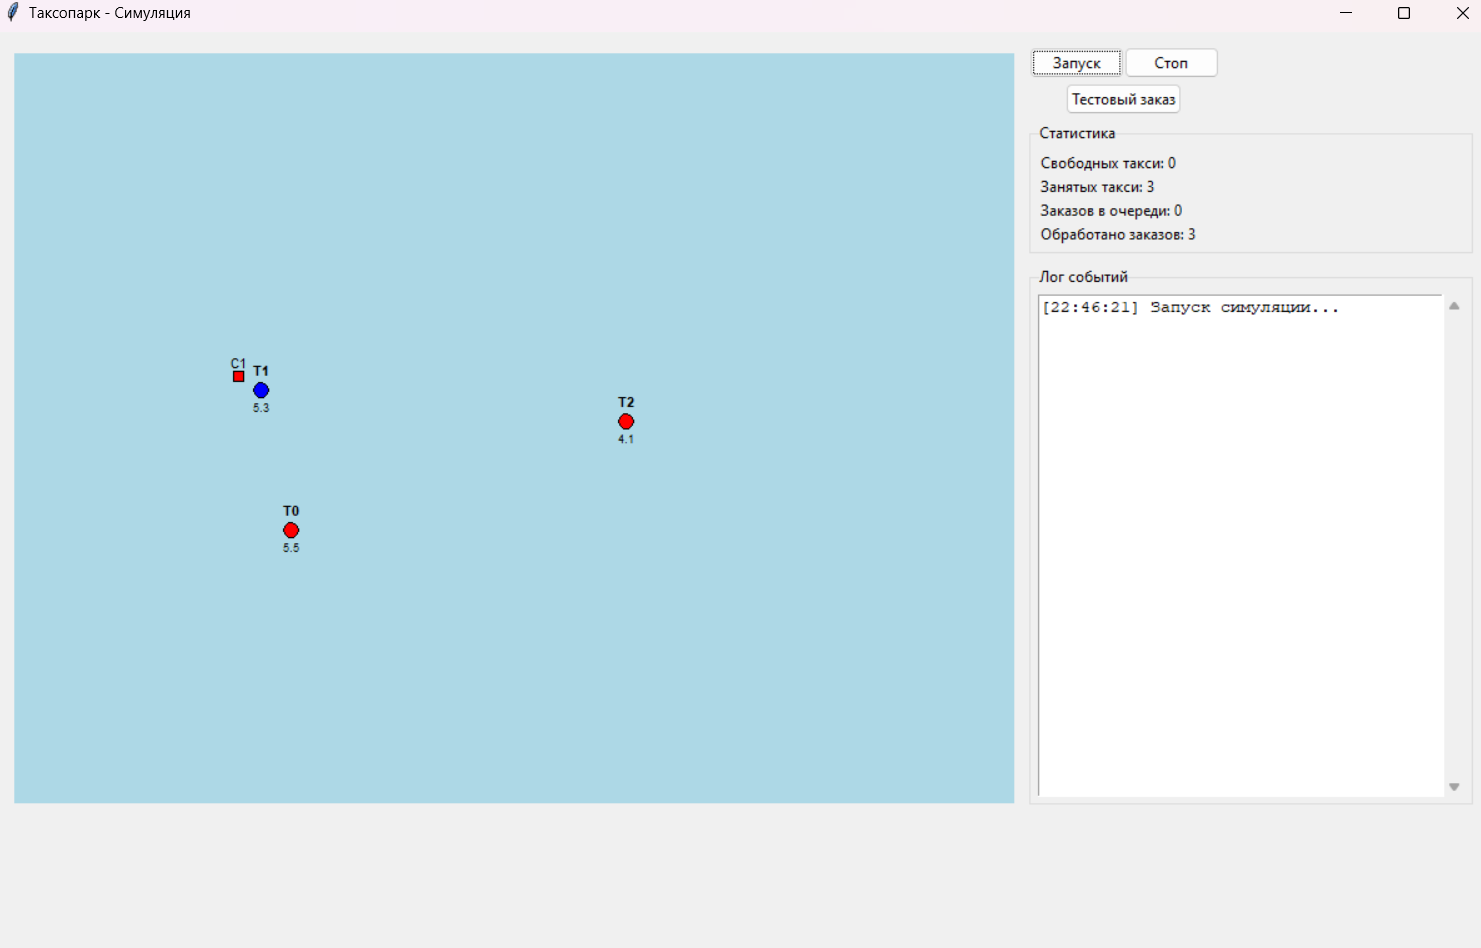 Таксопарк - Симуляция
Запуск
Стоп
Тестовый заказ
Статистика
Свободных такси: 0
Занятых такси: 3
Заказов в очереди: 0
Обработано заказов: 3
Лог событий
[22:46:21] Запуск симуляции...
C1
T1
5.3
T2
4.1
T0
5.5